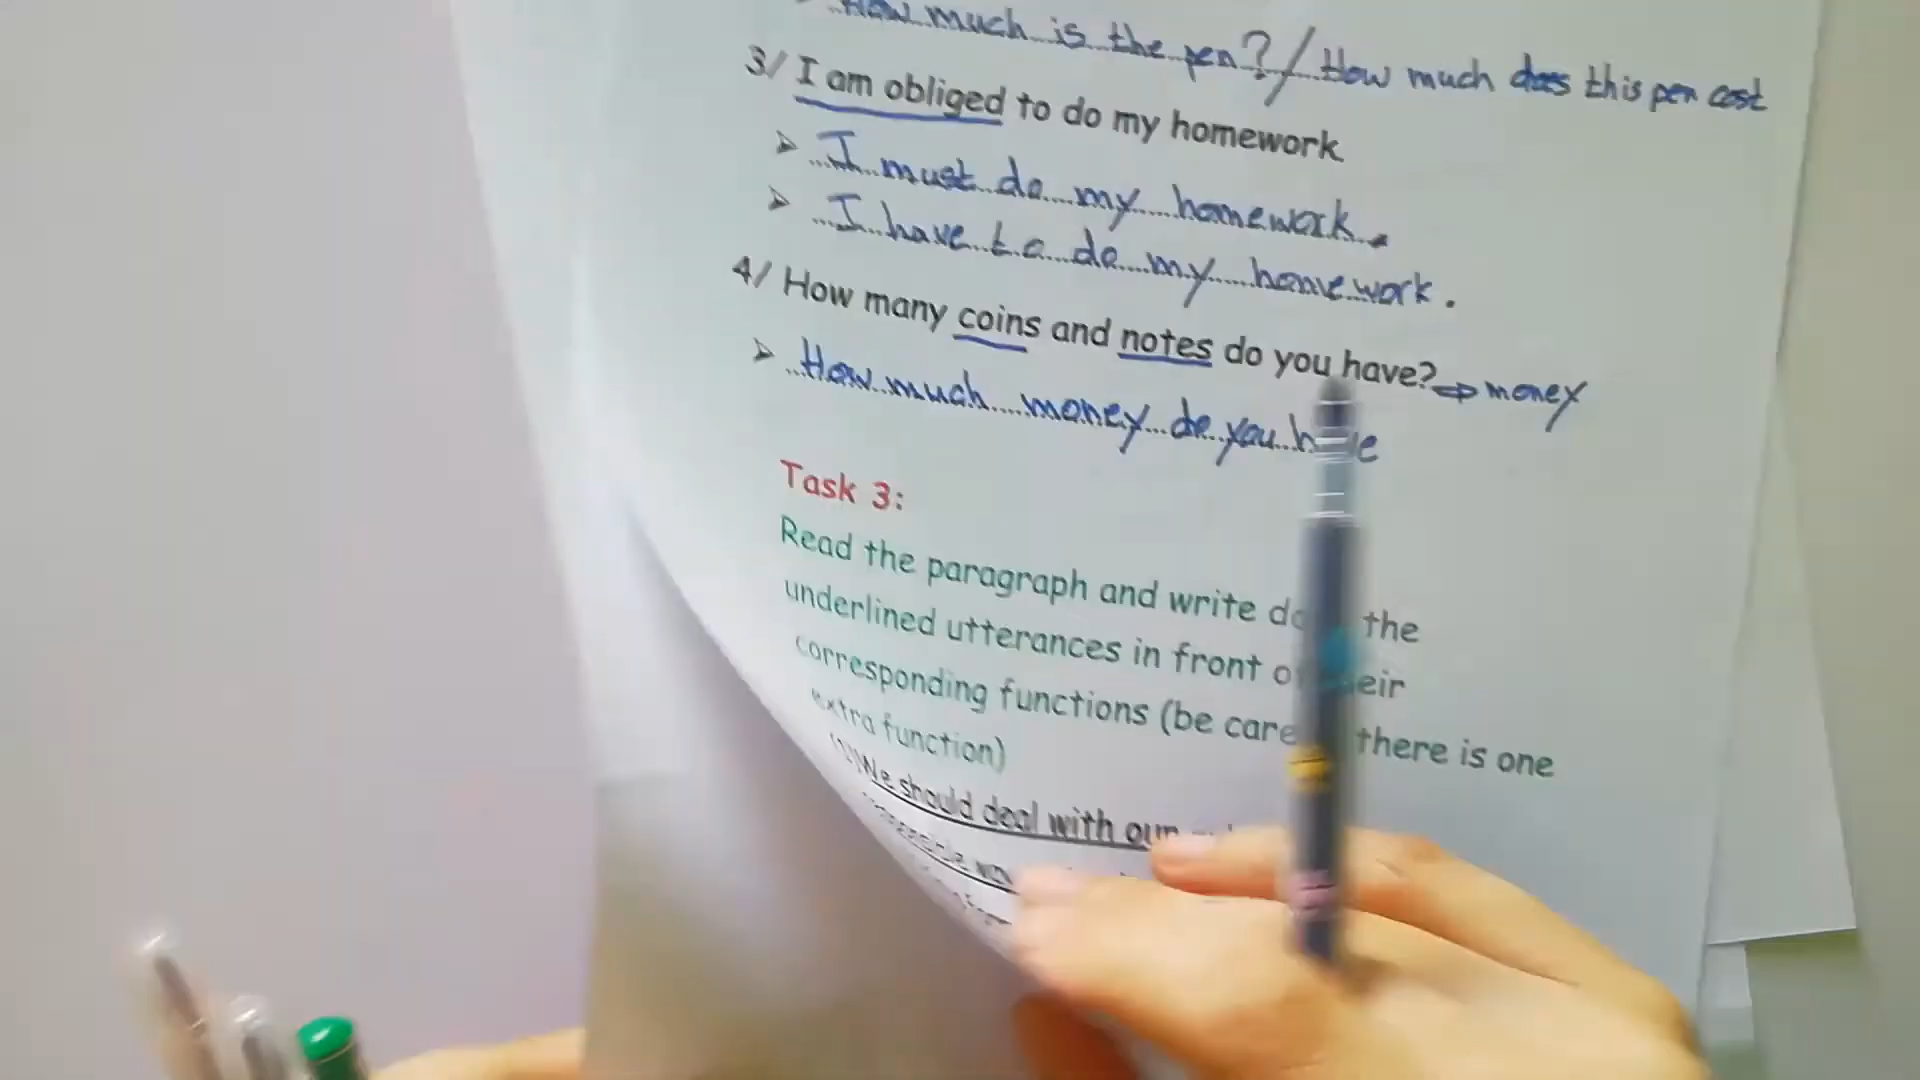 How much is the pen? / How much does this pen cost
3/ I am obliged to do my homework
➤ I must do my homework.
➤ I have to do my homework.
4/ How many coins and notes do you have? ⇨ money
➤ How much money do you have
Task 3:
Read the paragraph and write the
underlined utterances in front
corresponding functions (be there is one
extra function)
We should deal with our